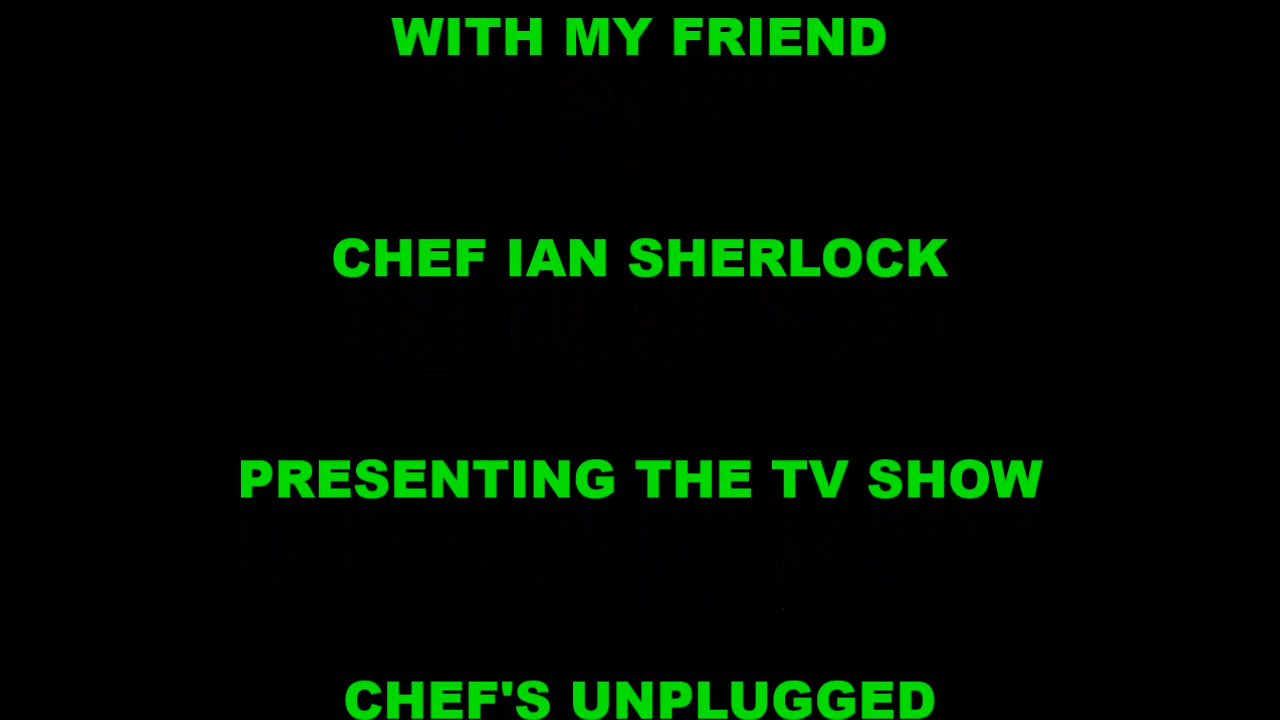 WITH MY FRIEND
CHEF IAN SHERLOCK
PRESENTING THE TV SHOW
CHEF'S UNPLUGGED